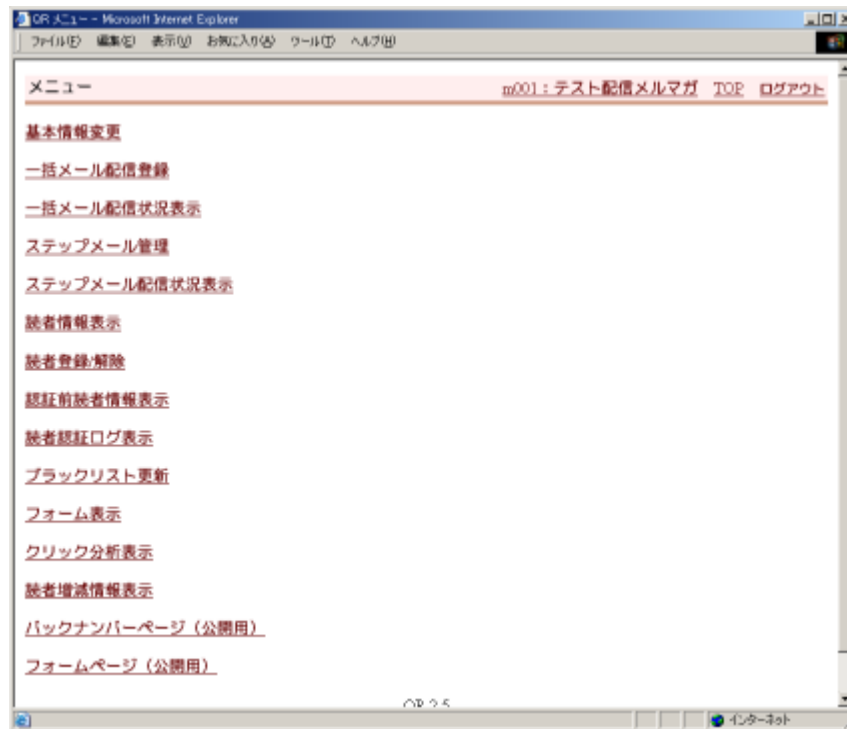 QR メニュー - Microsoft Internet Explorer
ファイル(F) 編集(E) 表示(V) お気に入り(A) ツール(T) ヘルプ(H)
メニュー m001：テスト配信メルマガ TOP ログアウト
基本情報変更
一括メール配信登録
一括メール配信状況表示
ステップメール管理
ステップメール配信状況表示
読者情報表示
読者登録/解除
認証前読者情報表示
読者認証ログ表示
ブラックリスト更新
フォーム表示
クリック分析表示
読者増減情報表示
バックナンバーページ（公開用）
フォームページ（公開用）
インターネット